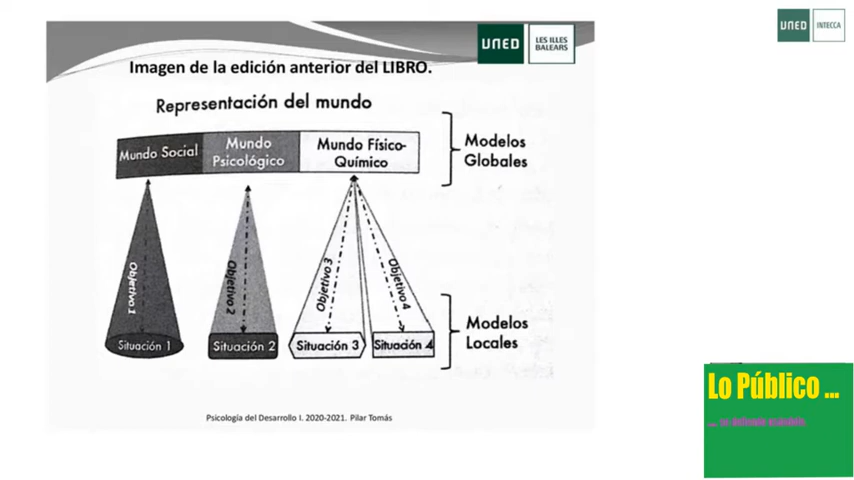 UNED
LES ILLES
BALEARS
UNED
INTECCA
Imagen de la edición anterior del LIBRO.
Representación del mundo
Mundo Social
Mundo
Psicológico
Mundo Físico-
Químico
Modelos
Globales
Objetivo 1
Objetivo 2
Objetivo 3
Objetivo 4
Situación 1
Situación 2
Situación 3
Situación 4
Modelos
Locales
Psicología del Desarrollo I. 2020-2021. Pilar Tomás
Lo Público ...